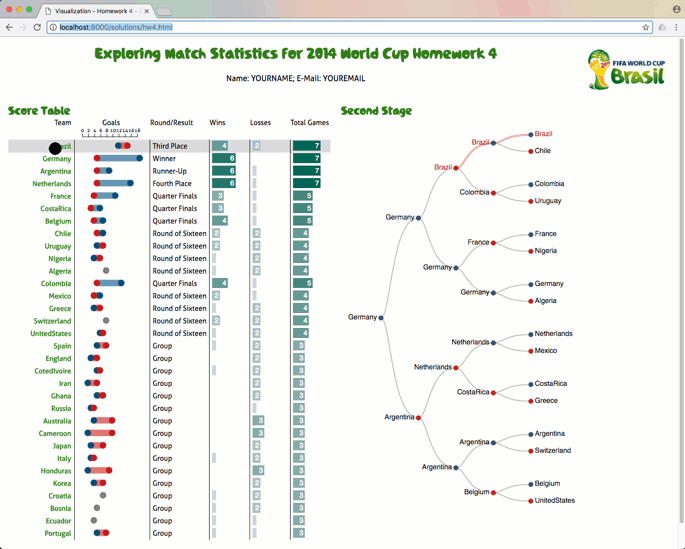 Visualization - Homework 4 -
localhost:8000/solutions/hw4.html
Exploring Match Statistics for 2014 World Cup Homework 4
Name: YOURNAME; E-Mail: YOUREMAIL
FIFA WORLD CUP
Brasil
Score Table
Second Stage
Team Goals Round/Result Wins Losses Total Games
0 2 4 6 8 10 12 14 16 18
Third Place 4 2 7
Germany Winner 6 7
Argentina Runner-Up 6 7
Netherlands Fourth Place 6 7
France Quarter Finals 3 5
CostaRica Quarter Finals 3 5
Belgium Quarter Finals 4 5
Chile Round of Sixteen 2 2 4
Uruguay Round of Sixteen 2 2 4
Nigeria Round of Sixteen 2 4
Algeria Round of Sixteen 2 4
Colombia Quarter Finals 4 5
Mexico Round of Sixteen 2 4
Greece Round of Sixteen 2 4
Switzerland Round of Sixteen 2 2 4
UnitedStates Round of Sixteen 2 4
Spain Group 2 3
England Group 2 3
CotedIvoire Group 2 3
Iran Group 2 3
Ghana Group 2 3
Russia Group 3
Australia Group 3 3
Cameroon Group 3 3
Japan Group 2 3
Italy Group 2 3
Honduras Group 3 3
Korea Group 2 3
Croatia Group 2 3
Bosnia Group 2 3
Ecuador Group 3
Portugal Group 3
Brazil
Brazil
Chile
Brazil
Colombia
Colombia
Uruguay
Germany
France
France
Nigeria
Germany
Germany
Germany
Algeria
Germany
Netherlands
Netherlands
Mexico
Netherlands
CostaRica
CostaRica
Greece
Argentina
Argentina
Argentina
Switzerland
Argentina
Belgium
Belgium
UnitedStates